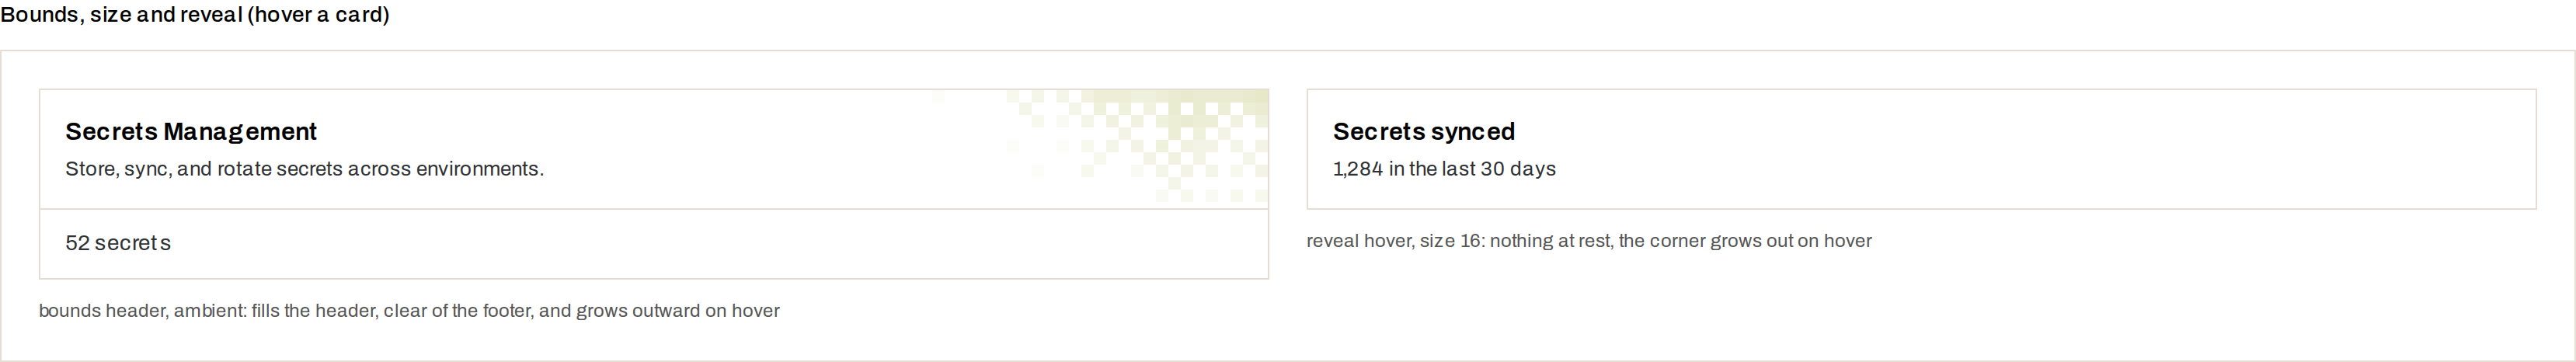 Bounds, size and reveal (hover a card)
Secrets Management
Store, sync, and rotate secrets across environments.
52 secrets
bounds header, ambient: fills the header, clear of the footer, and grows outward on hover
Secrets synced
1,284 in the last 30 days
reveal hover, size 16: nothing at rest, the corner grows out on hover